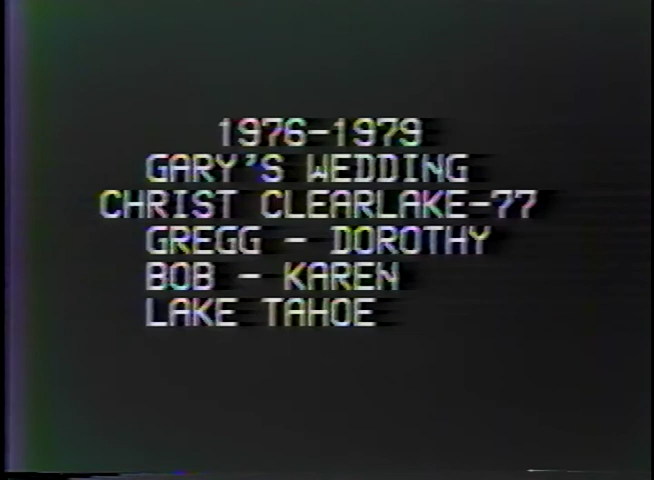 1976-1979
GARY'S WEDDING
CHRIST CLEARLAKE-77
GREGG - DOROTHY
BOB - KAREN
LAKE TAHOE